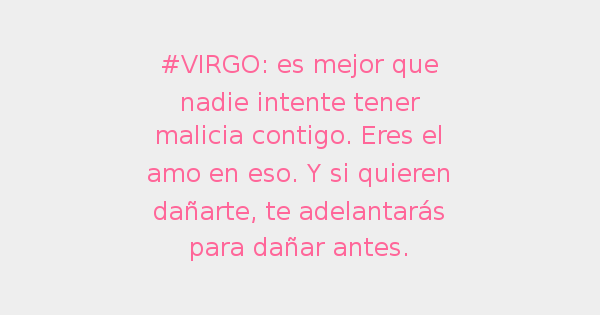 #VIRGO: es mejor que
nadie intente tener
malicia contigo. Eres el
amo en eso. Y si quieren
dañarte, te adelantarás
para dañar antes.